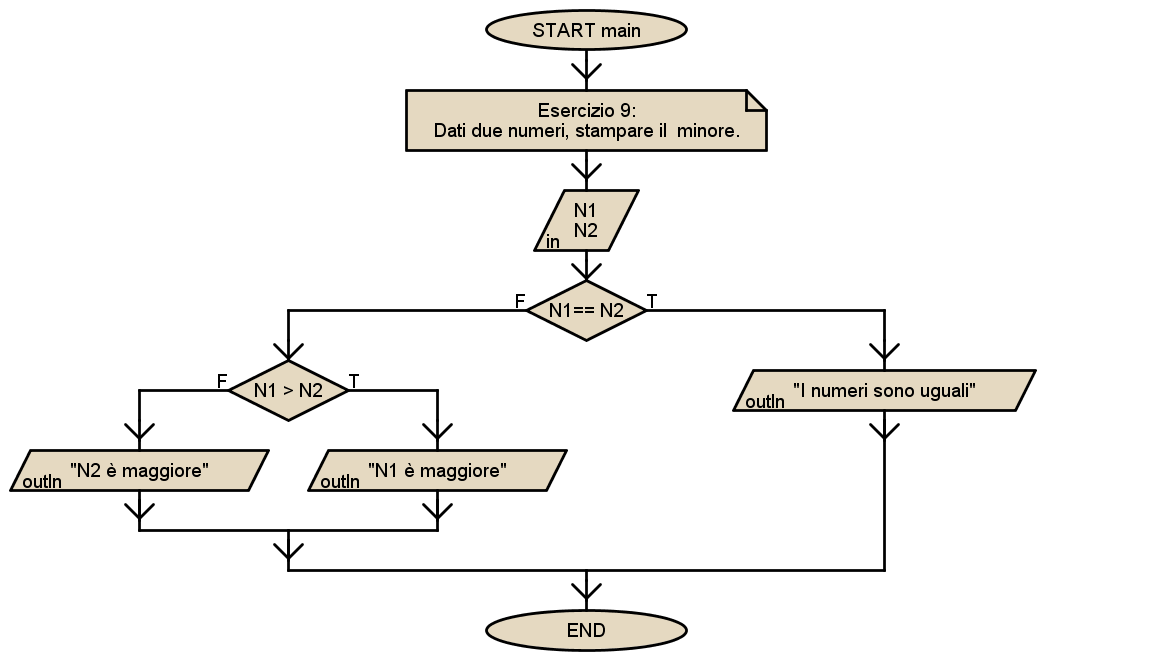 START main
Esercizio 9:
Dati due numeri, stampare il  minore.
N1
N2
in
F
N1== N2
T
F
N1 > N2
T
"I numeri sono uguali"
outln
"N2 è maggiore"
outln
"N1 è maggiore"
outln
END